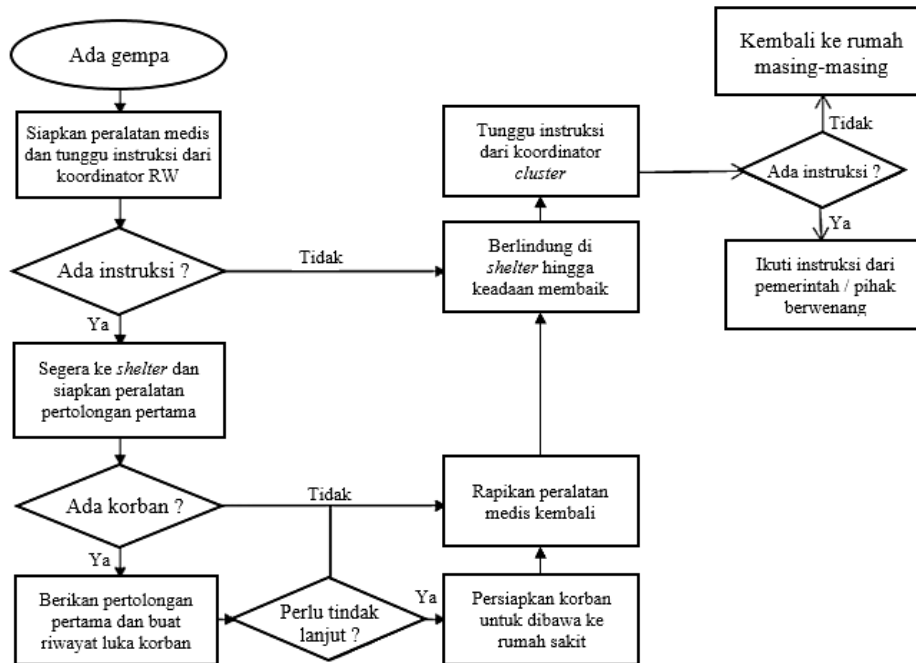 Ada gempa
Siapkan peralatan medis
dan tunggu instruksi dari
koordinator RW
Ada instruksi ?
Tidak
Ya
Segera ke shelter dan
siapkan peralatan
pertolongan pertama
Ada korban ?
Tidak
Ya
Berikan pertolongan
pertama dan buat
riwayat luka korban
Perlu tindak
lanjut ?
Ya
Persiapkan korban
untuk dibawa ke
rumah sakit
Rapikan peralatan
medis kembali
Berlindung di
shelter hingga
keadaan membaik
Tunggu instruksi
dari koordinator
cluster
Ada instruksi ?
Tidak
Kembali ke rumah
masing-masing
Ya
Ikuti instruksi dari
pemerintah / pihak
berwenang